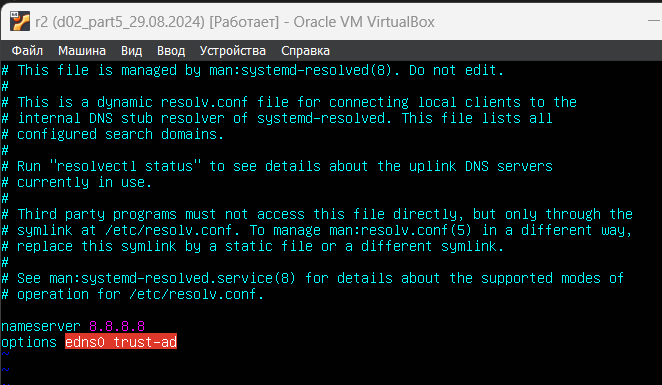 r2 (d02_part5_29.08.2024) [Работает] - Oracle VM VirtualBox
Файл Машина Вид Ввод Устройства Справка
# This file is managed by man:systemd-resolved(8). Do not edit.
#
# This is a dynamic resolv.conf file for connecting local clients to the
# internal DNS stub resolver of systemd-resolved. This file lists all
# configured search domains.
#
# Run "resolvectl status" to see details about the uplink DNS servers
# currently in use.
#
# Third party programs must not access this file directly, but only through the
# symlink at /etc/resolv.conf. To manage man:resolv.conf(5) in a different way,
# replace this symlink by a static file or a different symlink.
#
# See man:systemd-resolved.service(8) for details about the supported modes of
# operation for /etc/resolv.conf.
nameserver 8.8.8.8
options edns0 trust-ad
~
~